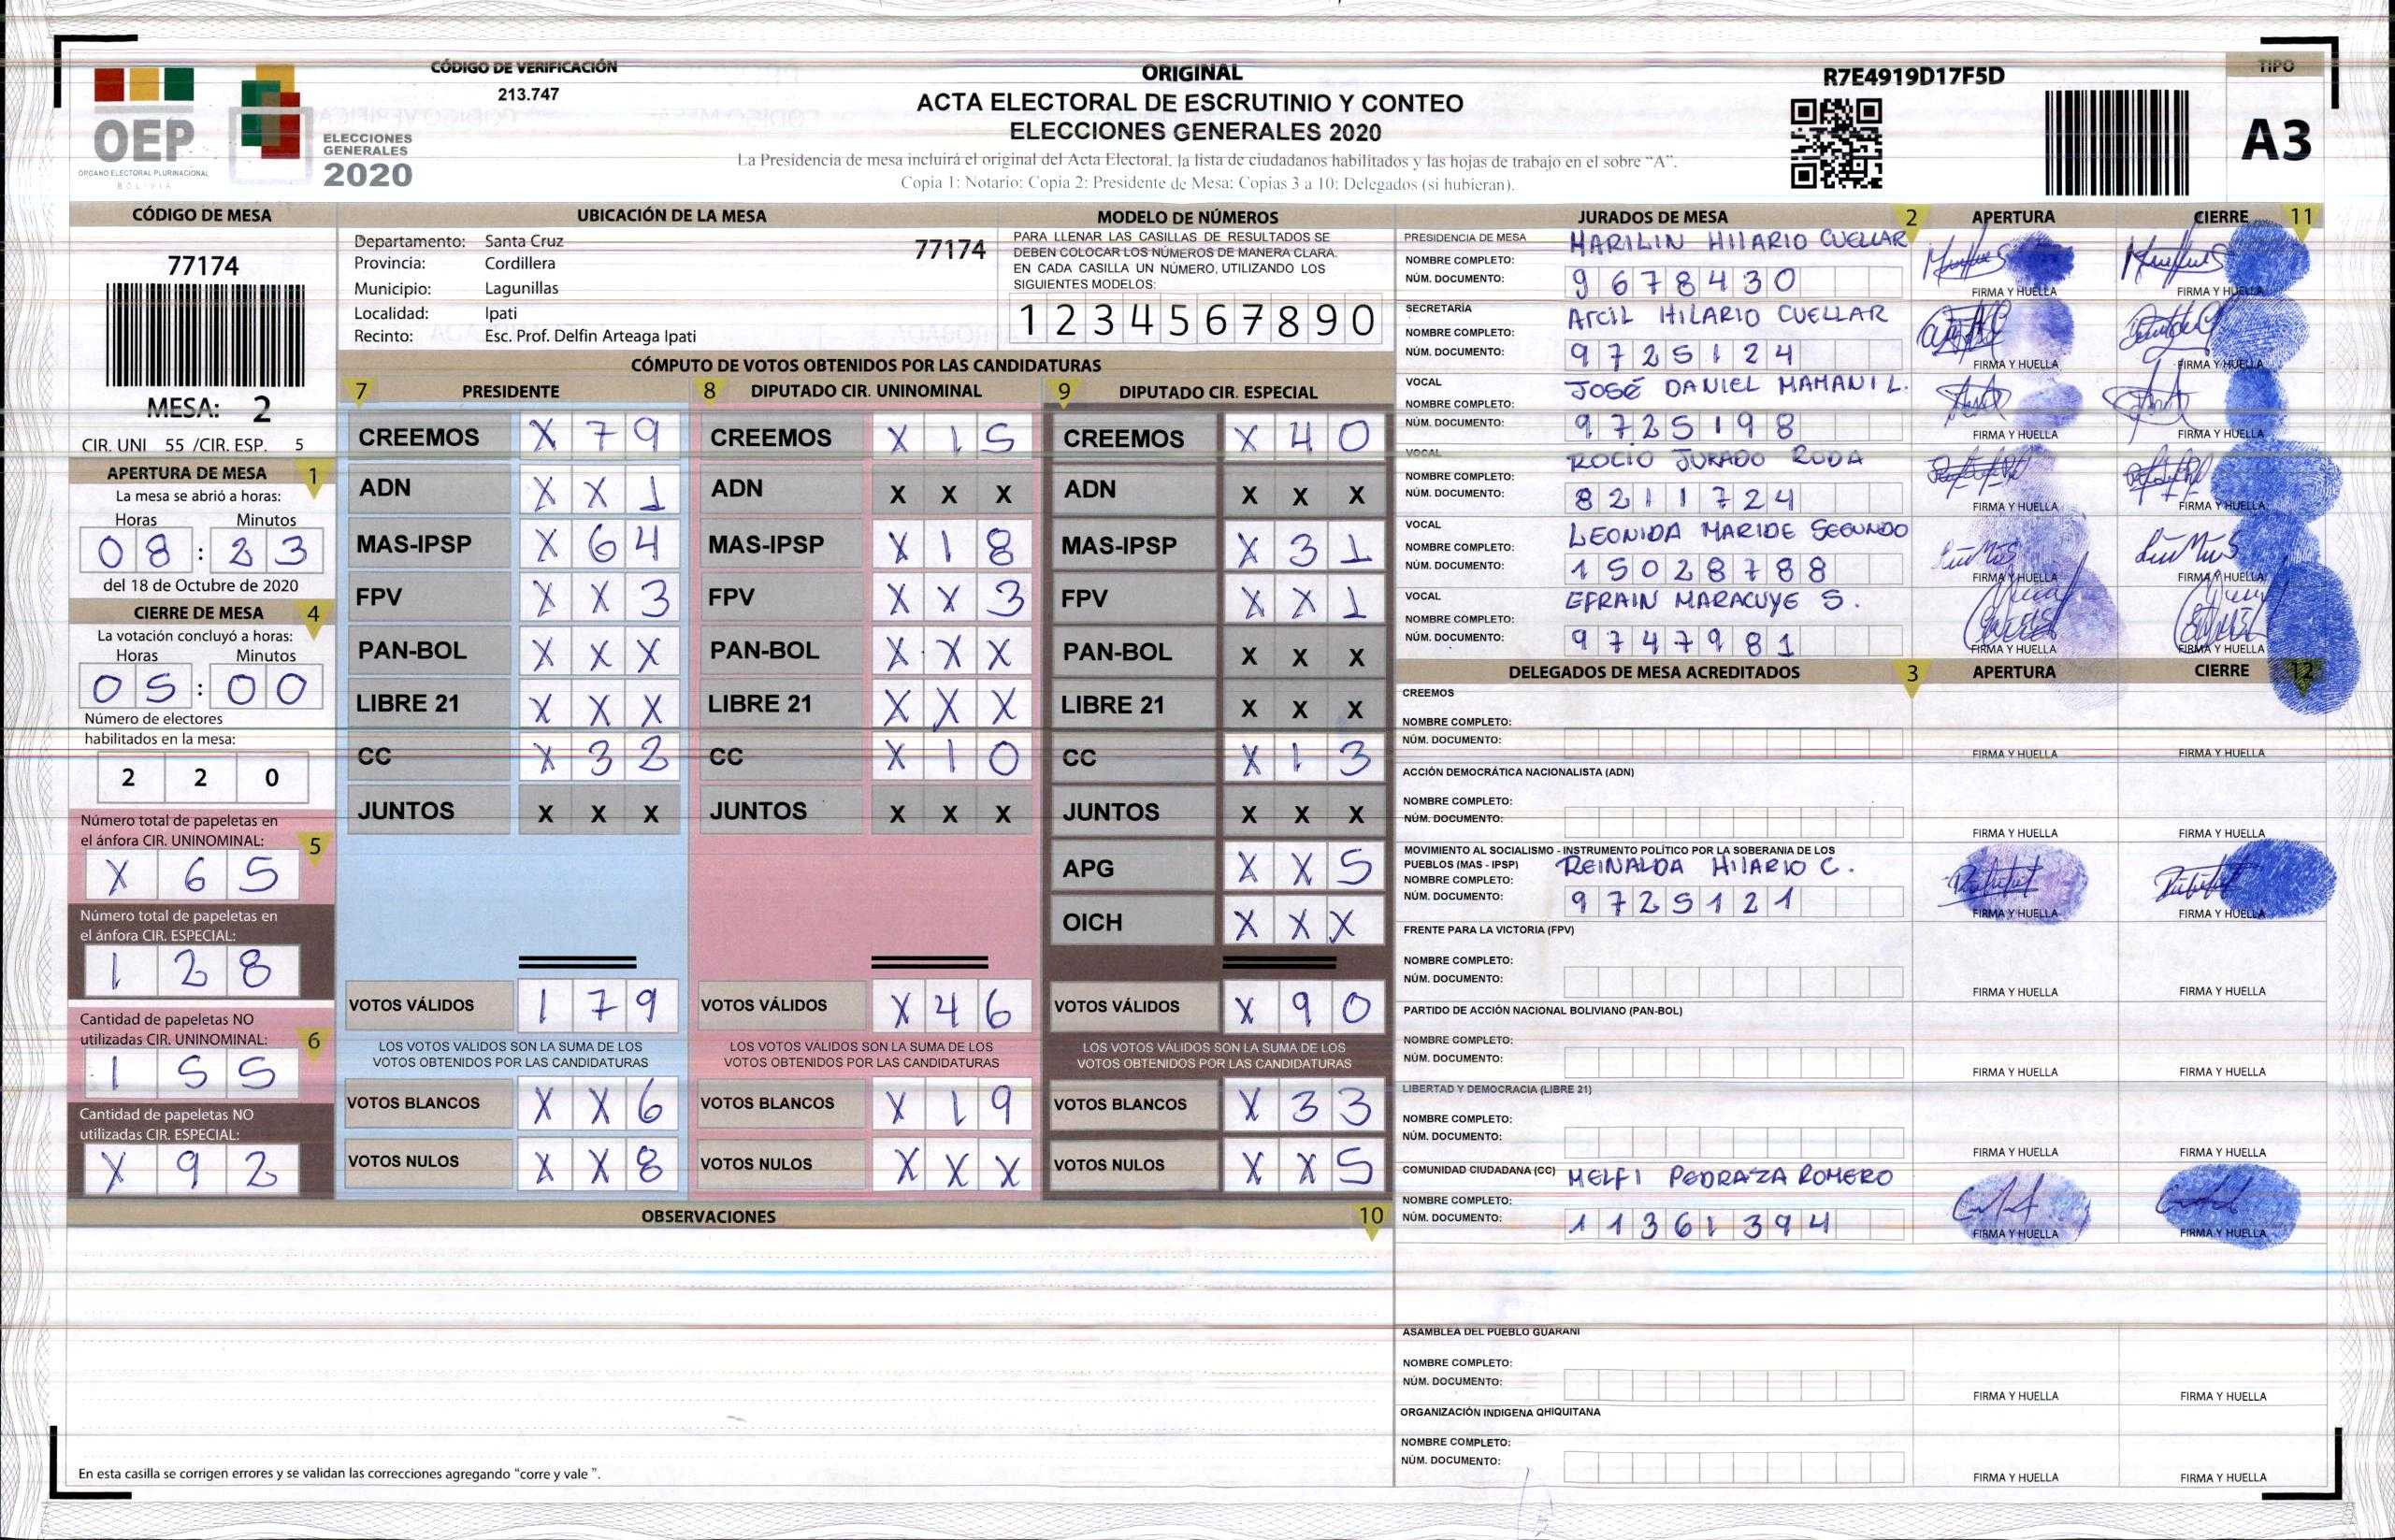 CÓDIGO DE VERIFICACIÓN
213.747
OEP
ÓRGANO ELECTORAL PLURINACIONAL
BOLIVIA
ELECCIONES
GENERALES
2020
ORIGINAL
ACTA ELECTORAL DE ESCRUTINIO Y CONTEO
ELECCIONES GENERALES 2020
La Presidencia de mesa incluirá el original del Acta Electoral, la lista de ciudadanos habilitados y las hojas de trabajo en el sobre "A".
Copia 1: Notario; Copia 2: Presidente de Mesa; Copias 3 a 10: Delegados (si hubieran).
R7E4919D17F5D
TIPO
A3
CÓDIGO DE MESA
77174
MESA: 2
CIR. UNI 55 /CIR. ESP. 5
APERTURA DE MESA 1
La mesa se abrió a horas:
Horas Minutos
08 : 23
del 18 de Octubre de 2020
CIERRE DE MESA 4
La votación concluyó a horas:
Horas Minutos
05 : 00
Número de electores
habilitados en la mesa:
2 2 0
Número total de papeletas en
el ánfora CIR. UNINOMINAL: 5
X 6 5
Número total de papeletas en
el ánfora CIR. ESPECIAL:
1 2 8
Cantidad de papeletas NO
utilizadas CIR. UNINOMINAL: 6
1 5 5
Cantidad de papeletas NO
utilizadas CIR. ESPECIAL:
X 9 2
UBICACIÓN DE LA MESA
Departamento: Santa Cruz
77174
Provincia: Cordillera
Municipio: Lagunillas
Localidad: Ipati
Recinto: Esc. Prof. Delfin Arteaga Ipati
MODELO DE NÚMEROS
PARA LLENAR LAS CASILLAS DE RESULTADOS SE
DEBEN COLOCAR LOS NÚMEROS DE MANERA CLARA.
EN CADA CASILLA UN NÚMERO, UTILIZANDO LOS
SIGUIENTES MODELOS:
1 2 3 4 5 6 7 8 9 0
CÓMPUTO DE VOTOS OBTENIDOS POR LAS CANDIDATURAS
7 PRESIDENTE
CREEMOS X 7 9
ADN X X 1
MAS-IPSP X 6 4
FPV X X 3
PAN-BOL X X X
LIBRE 21 X X X
CC X 3 2
JUNTOS X X X
VOTOS VÁLIDOS 1 7 9
LOS VOTOS VÁLIDOS SON LA SUMA DE LOS
VOTOS OBTENIDOS POR LAS CANDIDATURAS
VOTOS BLANCOS X X 6
VOTOS NULOS X X 8
8 DIPUTADO CIR. UNINOMINAL
CREEMOS X 1 5
ADN X X X
MAS-IPSP X 1 8
FPV X X 3
PAN-BOL X X X
LIBRE 21 X X X
CC X 1 0
JUNTOS X X X
VOTOS VÁLIDOS X 4 6
LOS VOTOS VÁLIDOS SON LA SUMA DE LOS
VOTOS OBTENIDOS POR LAS CANDIDATURAS
VOTOS BLANCOS X 1 9
VOTOS NULOS X X X
9 DIPUTADO CIR. ESPECIAL
CREEMOS X 4 0
ADN X X X
MAS-IPSP X 3 1
FPV X X 1
PAN-BOL X X X
LIBRE 21 X X X
CC X 1 3
JUNTOS X X X
APG X X 5
OICH X X X
VOTOS VÁLIDOS X 9 0
LOS VOTOS VÁLIDOS SON LA SUMA DE LOS
VOTOS OBTENIDOS POR LAS CANDIDATURAS
VOTOS BLANCOS X 3 3
VOTOS NULOS X X 5
OBSERVACIONES 10
En esta casilla se corrigen errores y se validan las correcciones agregando "corre y vale ".
JURADOS DE MESA 2 APERTURA CIERRE 11
PRESIDENCIA DE MESA MARILIN HILARIO CUELLAR
NOMBRE COMPLETO:
NÚM. DOCUMENTO: 9678430
FIRMA Y HUELLA FIRMA Y HUELLA
SECRETARÍA ARCIL HILARIO CUELLAR
NOMBRE COMPLETO:
NÚM. DOCUMENTO: 9725124
FIRMA Y HUELLA FIRMA Y HUELLA
VOCAL JOSÉ DANIEL MAMANI L.
NOMBRE COMPLETO:
NÚM. DOCUMENTO: 9725198
FIRMA Y HUELLA FIRMA Y HUELLA
VOCAL ROCIO JURADO RODA
NOMBRE COMPLETO:
NÚM. DOCUMENTO: 8211724
FIRMA Y HUELLA FIRMA Y HUELLA
VOCAL LEONIDA MARIDE SEGUNDO
NOMBRE COMPLETO:
NÚM. DOCUMENTO: 15028788
FIRMA Y HUELLA FIRMA Y HUELLA
VOCAL EFRAIN MARACUYE S.
NOMBRE COMPLETO:
NÚM. DOCUMENTO: 9747981
FIRMA Y HUELLA FIRMA Y HUELLA
DELEGADOS DE MESA ACREDITADOS 3 APERTURA CIERRE 12
CREEMOS
NOMBRE COMPLETO:
NÚM. DOCUMENTO:
FIRMA Y HUELLA FIRMA Y HUELLA
ACCIÓN DEMOCRÁTICA NACIONALISTA (ADN)
NOMBRE COMPLETO:
NÚM. DOCUMENTO:
FIRMA Y HUELLA FIRMA Y HUELLA
MOVIMIENTO AL SOCIALISMO - INSTRUMENTO POLÍTICO POR LA SOBERANIA DE LOS
PUEBLOS (MAS - IPSP) REINALDA HILARIO C.
NOMBRE COMPLETO:
NÚM. DOCUMENTO: 9725121
FIRMA Y HUELLA FIRMA Y HUELLA
FRENTE PARA LA VICTORIA (FPV)
NOMBRE COMPLETO:
NÚM. DOCUMENTO:
FIRMA Y HUELLA FIRMA Y HUELLA
PARTIDO DE ACCIÓN NACIONAL BOLIVIANO (PAN-BOL)
NOMBRE COMPLETO:
NÚM. DOCUMENTO:
FIRMA Y HUELLA FIRMA Y HUELLA
LIBERTAD Y DEMOCRACIA (LIBRE 21)
NOMBRE COMPLETO:
NÚM. DOCUMENTO:
FIRMA Y HUELLA FIRMA Y HUELLA
COMUNIDAD CIUDADANA (CC) MELFI PEDRAZA ROMERO
NOMBRE COMPLETO:
NÚM. DOCUMENTO: 11361394
FIRMA Y HUELLA FIRMA Y HUELLA
ASAMBLEA DEL PUEBLO GUARANI
NOMBRE COMPLETO:
NÚM. DOCUMENTO:
FIRMA Y HUELLA FIRMA Y HUELLA
ORGANIZACIÓN INDIGENA QHIQUITANA
NOMBRE COMPLETO:
NÚM. DOCUMENTO:
FIRMA Y HUELLA FIRMA Y HUELLA